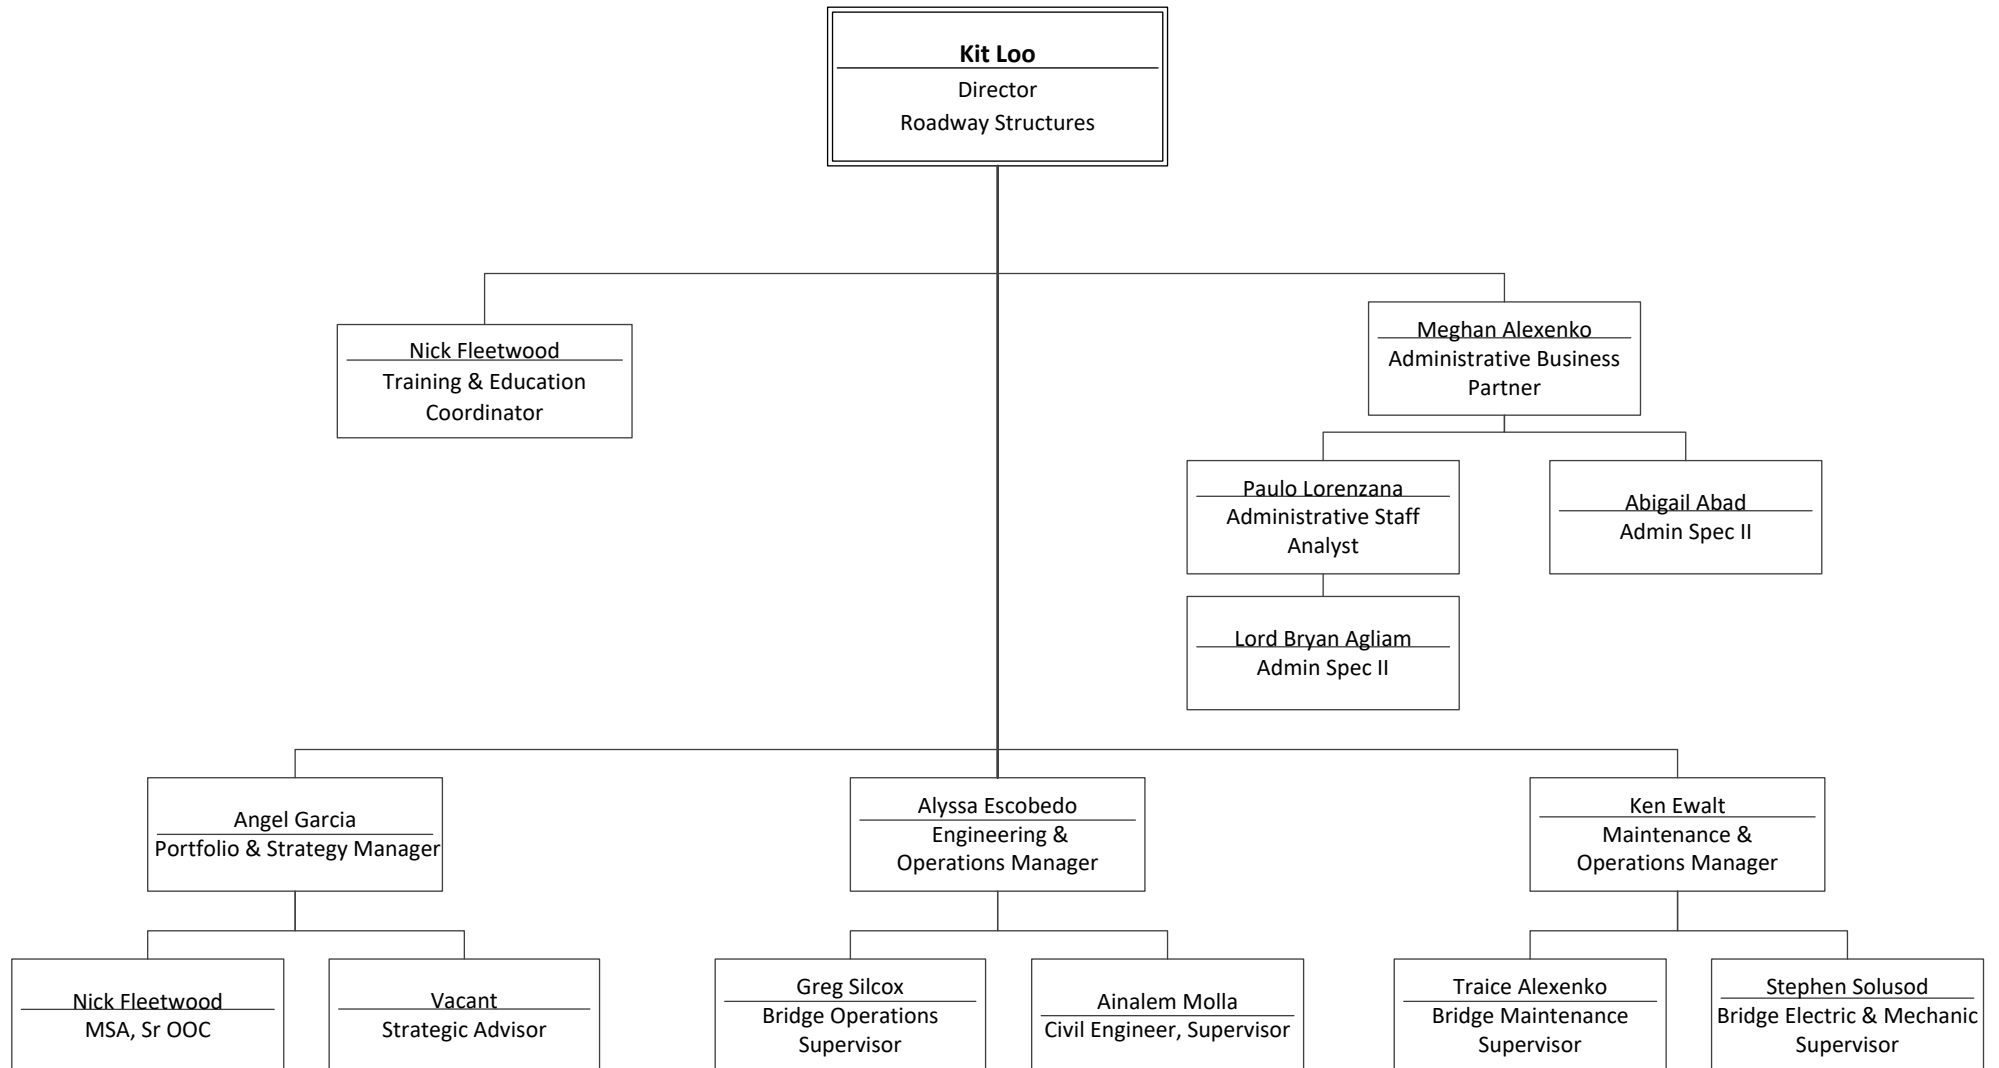 Kit Loo
Director
Roadway Structures
Nick Fleetwood
Training & Education
Coordinator
Meghan Alexenko
Administrative Business
Partner
Paulo Lorenzana
Administrative Staff
Analyst
Abigail Abad
Admin Spec II
Lord Bryan Agliam
Admin Spec II
Angel Garcia
Portfolio & Strategy Manager
Alyssa Escobedo
Engineering &
Operations Manager
Ken Ewalt
Maintenance &
Operations Manager
Nick Fleetwood
MSA, Sr OOC
Vacant
Strategic Advisor
Greg Silcox
Bridge Operations
Supervisor
Ainalem Molla
Civil Engineer, Supervisor
Traice Alexenko
Bridge Maintenance
Supervisor
Stephen Solusod
Bridge Electric & Mechanic
Supervisor